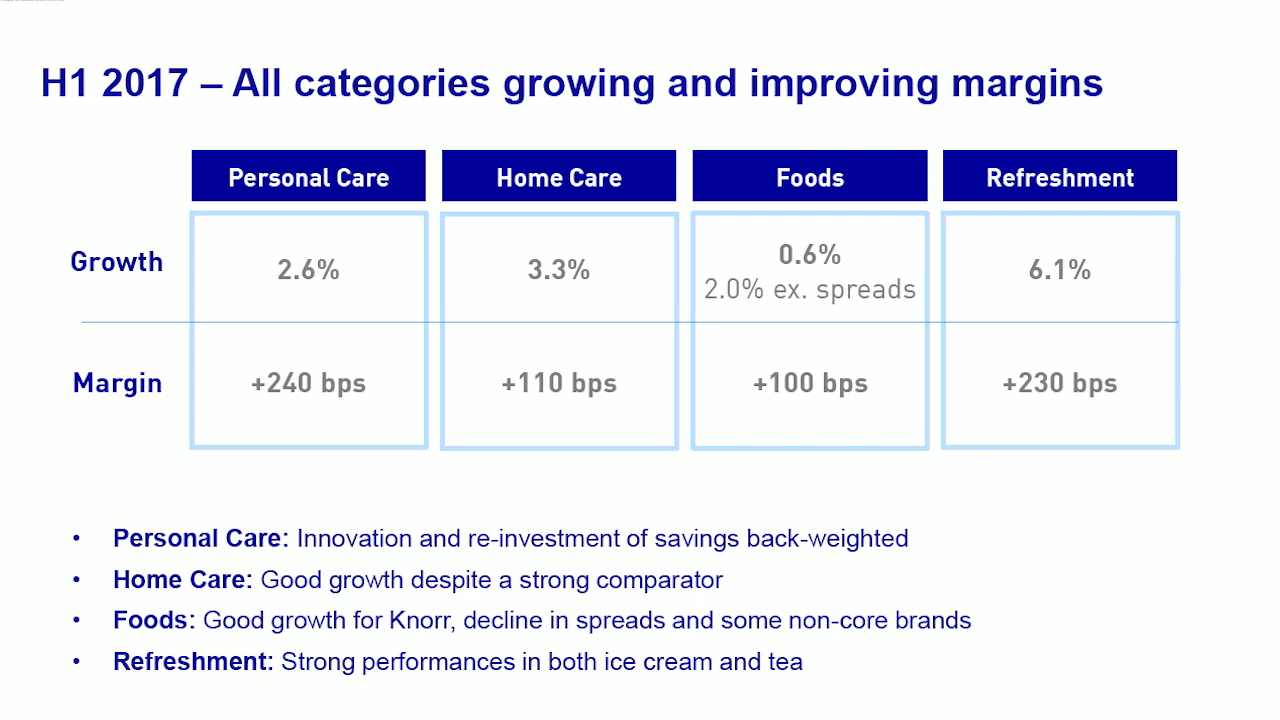 H1 2017 – All categories growing and improving margins
Personal Care Home Care Foods Refreshment
Growth 2.6% 3.3% 0.6% 6.1%
2.0% ex. spreads
Margin +240 bps +110 bps +100 bps +230 bps
• Personal Care: Innovation and re-investment of savings back-weighted
• Home Care: Good growth despite a strong comparator
• Foods: Good growth for Knorr, decline in spreads and some non-core brands
• Refreshment: Strong performances in both ice cream and tea